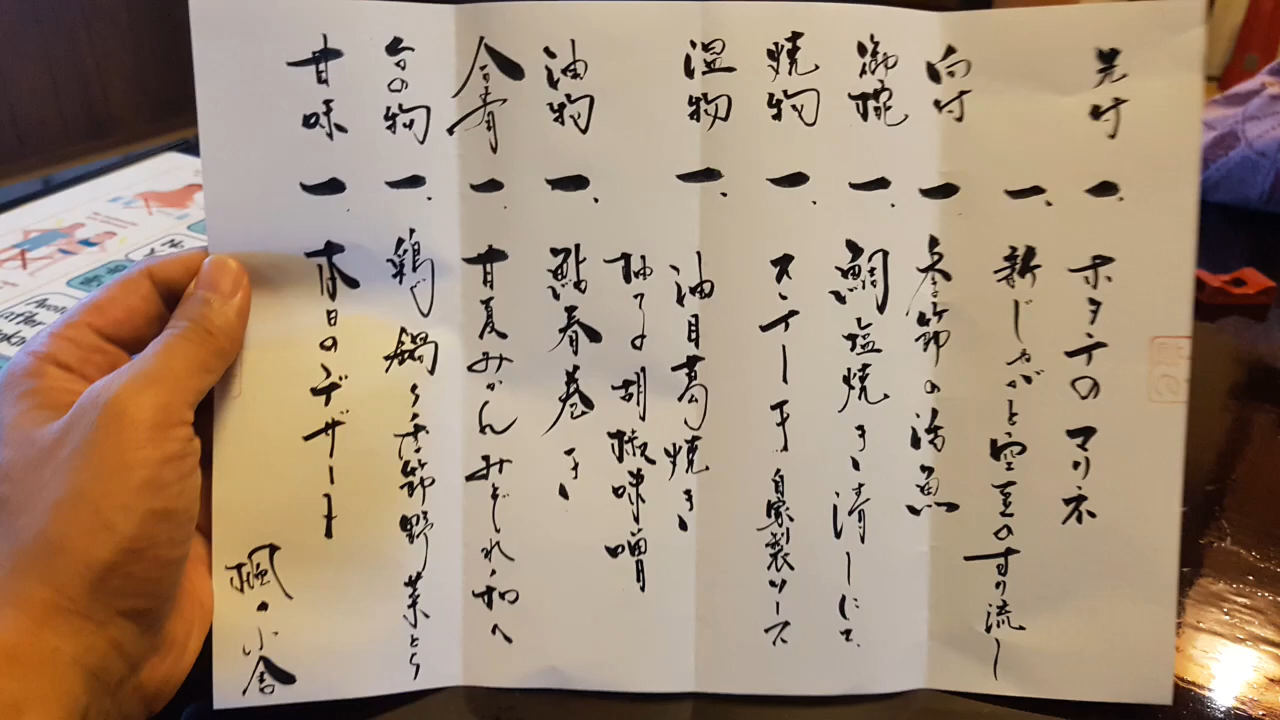 先付 一、ホタテのマリネ
一、新じゃがと空豆のすり流し
向付 一、季節の活魚
御椀 一、鯛塩焼き、清しにて
焼物 一、ステーキ 自家製ソース
温物 一、油目葛焼き
柚子胡椒味噌
油物 一、鮎春巻き
合肴 一、甘夏みかんみぞれ和へ
台の物 一、鶏鍋 季節野菜
甘味 一、本日のデザート
楓の小舎
No
after